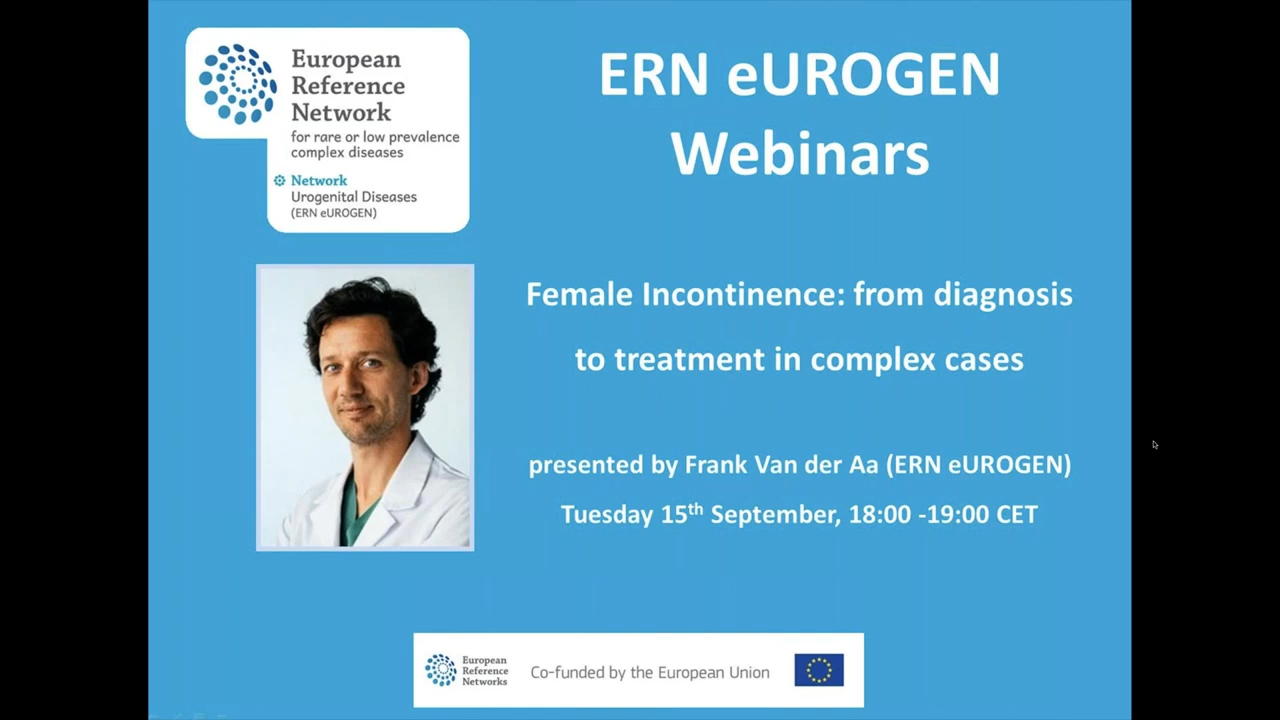 European
Reference
Network
for rare or low prevalence
complex diseases
Network
Urogenital Diseases
(ERN eUROGEN)
ERN eUROGEN
Webinars
Female Incontinence: from diagnosis
to treatment in complex cases
presented by Frank Van der Aa (ERN eUROGEN)
Tuesday 15th September, 18:00 -19:00 CET
European
Reference
Networks
Co-funded by the European Union